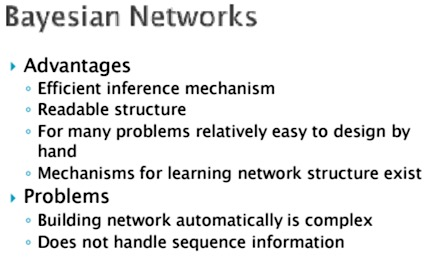 Bayesian Networks
Advantages
Efficient inference mechanism
Readable structure
For many problems relatively easy to design by
hand
Mechanisms for learning network structure exist
Problems
Building network automatically is complex
Does not handle sequence information